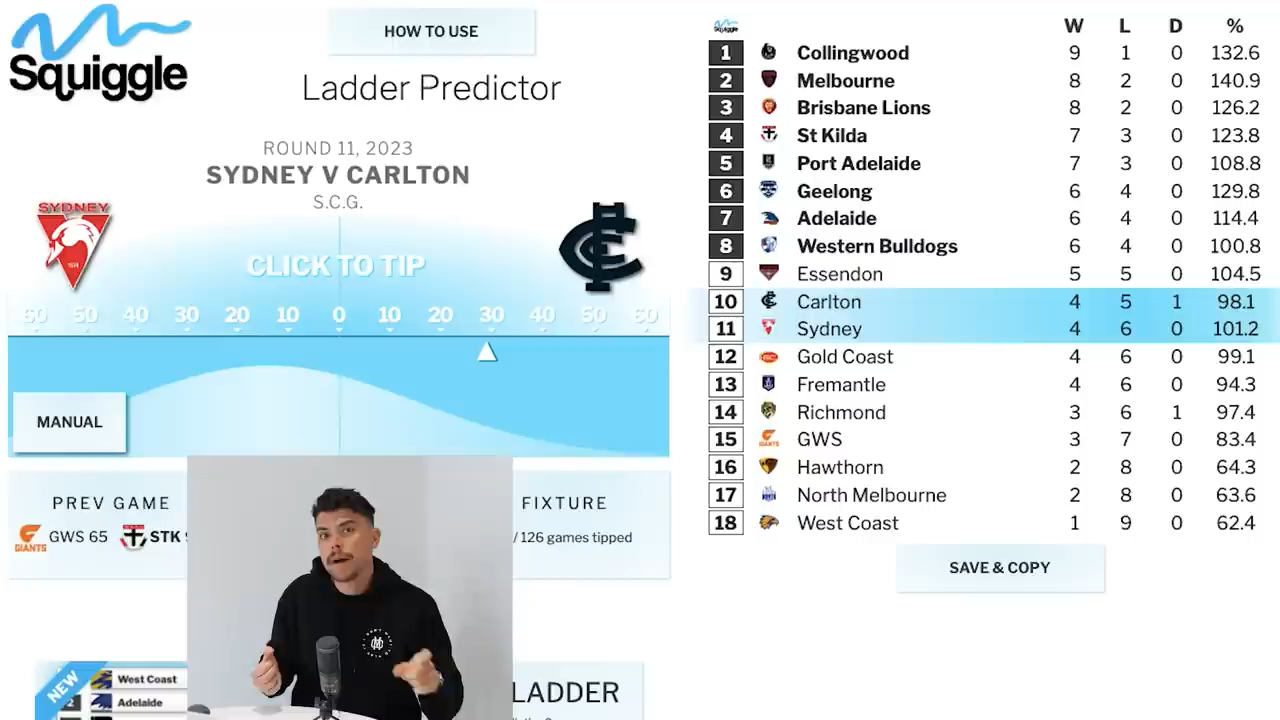 Squiggle
HOW TO USE
Ladder Predictor
ROUND 11, 2023
SYDNEY V CARLTON
S.C.G.
SYDNEY
CLICK TO TIP
60 50 40 30 20 10 0 10 20 30 40 50 60
MANUAL
PREV GAME
GIANTS GWS 65 STK
FIXTURE
/ 126 games tipped
NEW
West Coast
2 Adelaide
LADDER
Squiggle W L D %
1 Collingwood 9 1 0 132.6
2 Melbourne 8 2 0 140.9
3 Brisbane Lions 8 2 0 126.2
4 St Kilda 7 3 0 123.8
5 Port Adelaide 7 3 0 108.8
6 Geelong 6 4 0 129.8
7 Adelaide 6 4 0 114.4
8 Western Bulldogs 6 4 0 100.8
9 Essendon 5 5 0 104.5
10 Carlton 4 5 1 98.1
11 Sydney 4 6 0 101.2
12 Gold Coast 4 6 0 99.1
13 Fremantle 4 6 0 94.3
14 Richmond 3 6 1 97.4
15 GWS 3 7 0 83.4
16 Hawthorn 2 8 0 64.3
17 North Melbourne 2 8 0 63.6
18 West Coast 1 9 0 62.4
SAVE & COPY